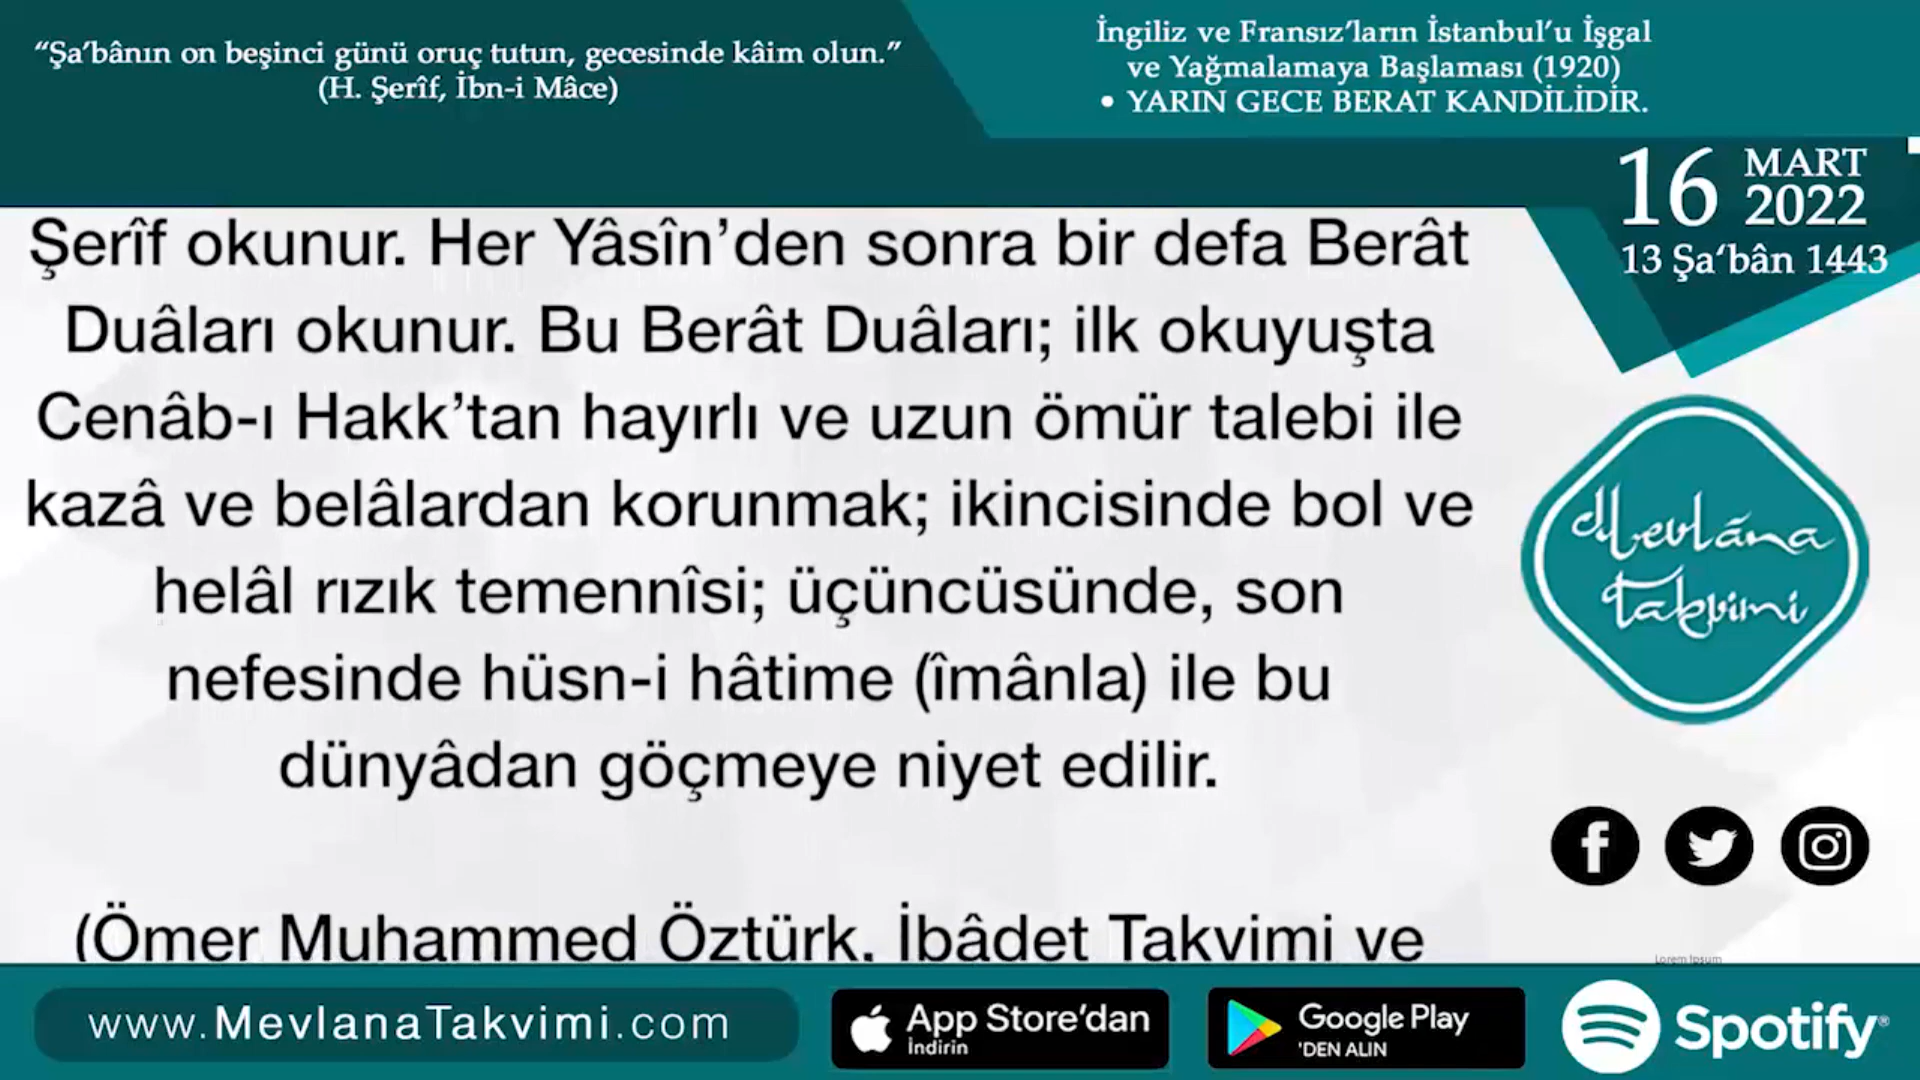 “Şa‘bânın on beşinci günü oruç tutun, gecesinde kâim olun.”
(H. Şerîf, İbn-i Mâce)
İngiliz ve Fransız’ların İstanbul’u İşgal
ve Yağmalamaya Başlaması (1920)
• YARIN GECE BERAT KANDİLİDİR.
16 MART
2022
13 Şa‘bân 1443
Şerîf okunur. Her Yâsîn’den sonra bir defa Berât
Duâları okunur. Bu Berât Duâları; ilk okuyuşta
Cenâb-ı Hakk’tan hayırlı ve uzun ömür talebi ile
kazâ ve belâlardan korunmak; ikincisinde bol ve
helâl rızık temennîsi; üçüncüsünde, son
nefesinde hüsn-i hâtime (îmânla) ile bu
dünyâdan göçmeye niyet edilir.
(Ömer Muhammed Öztürk, İbâdet Takvimi ve
Mevlâna
takvimi
Lorem Ipsum
www.MevlanaTakvimi.com
App Store’dan
İndirin
Google Play
'DEN ALIN
Spotify®